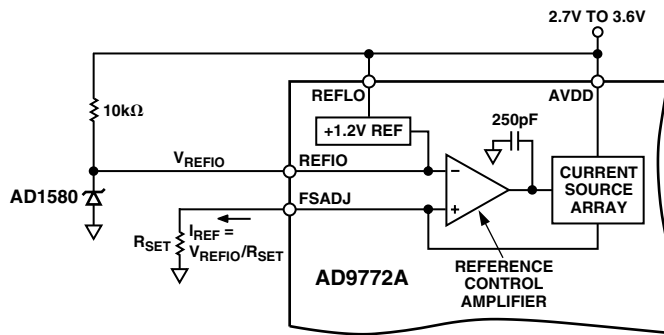 2.7V TO 3.6V
REFLO
AVDD
10kΩ
+1.2V REF
250pF
VREFIO
REFIO
–
AD1580
FSADJ
+
CURRENT
SOURCE
ARRAY
RSET
IREF =
VREFIO/RSET
REFERENCE
CONTROL
AMPLIFIER
AD9772A